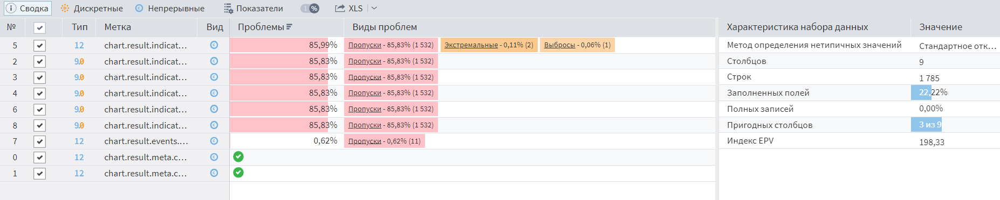 Сводка Дискретные Непрерывные Показатели 1 % XLS
№ Тип Метка Вид Проблемы Виды проблем Характеристика набора данных Значение
5 12 chart.result.indicat… 85,99% Пропуски - 85,83% (1 532) Экстремальные - 0,11% (2) Выбросы - 0,06% (1) Метод определения нетипичных значений Стандартное отк…
2 9.0 chart.result.indicat… 85,83% Пропуски - 85,83% (1 532) Столбцов 9
3 9.0 chart.result.indicat… 85,83% Пропуски - 85,83% (1 532) Строк 1 785
4 9.0 chart.result.indicat… 85,83% Пропуски - 85,83% (1 532) Заполненных полей 22,22%
6 9.0 chart.result.indicat… 85,83% Пропуски - 85,83% (1 532) Полных записей 0,00%
8 9.0 chart.result.indicat… 85,83% Пропуски - 85,83% (1 532) Пригодных столбцов 3 из 9
7 12 chart.result.events.… 0,62% Пропуски - 0,62% (11) Индекс EPV 198,33
0 12 chart.result.meta.c…
1 12 chart.result.meta.c…